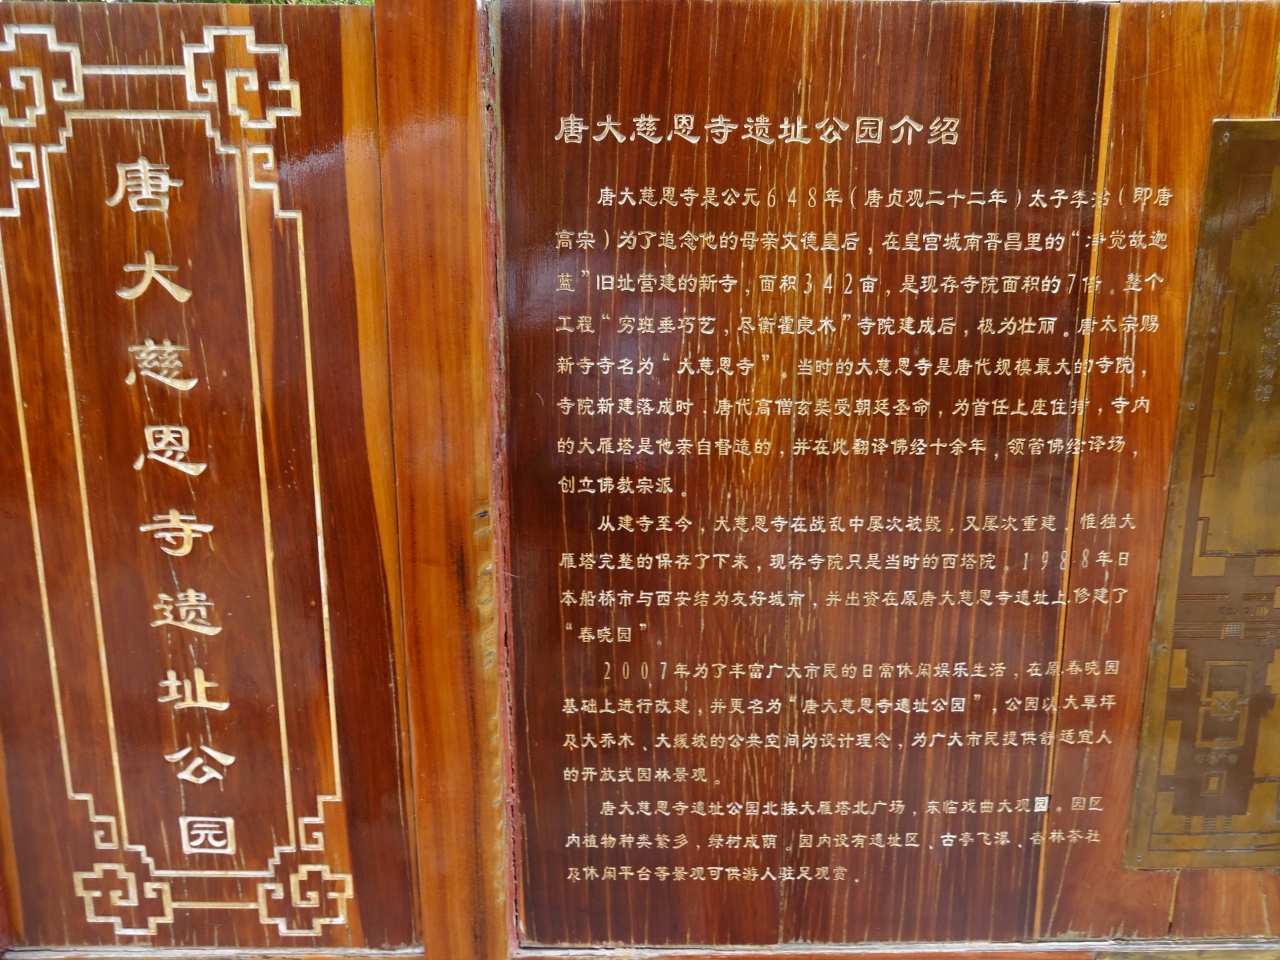 唐大慈恩寺遗址公园
唐大慈恩寺遗址公园介绍
唐大慈恩寺是公元648年（唐贞观二十二年）太子李治（即唐
高宗）为了追念他的母亲文德皇后，在皇宫城南晋昌里的“净觉故迦
蓝”旧址营建的新寺，面积342亩，是现存寺院面积的7倍。整个
工程“穷班垂巧艺，尽衡霍良木”寺院建成后，极为壮丽。唐太宗赐
新寺寺名为“大慈恩寺”。当时的大慈恩寺是唐代规模最大的寺院，
寺院新建落成时，唐代高僧玄奘受朝廷圣命，为首任上座住持，寺内
的大雁塔是他亲自督造的，并在此翻译佛经十余年，领管佛经译场，
创立佛教宗派。
从建寺至今，大慈恩寺在战乱中屡次被毁，又屡次重建，惟独大
雁塔完整的保存了下来，现存寺院只是当时的西塔院。1988年日
本船桥市与西安结为友好城市，并出资在原唐大慈恩寺遗址上修建了
“春晓园”。
2007年为了丰富广大市民的日常休闲娱乐生活，在原春晓园
基础上进行改建，并更名为“唐大慈恩寺遗址公园”，公园以大草坪
及大乔木、大缓坡的公共空间为设计理念，为广大市民提供舒适宜人
的开放式园林景观。
唐大慈恩寺遗址公园北接大雁塔北广场，东临戏曲大观园。园区
内植物种类繁多，绿村成荫。园内设有遗址区、古亭飞瀑、杏林茶社
及休闲平台等景观可供游人驻足观赏。